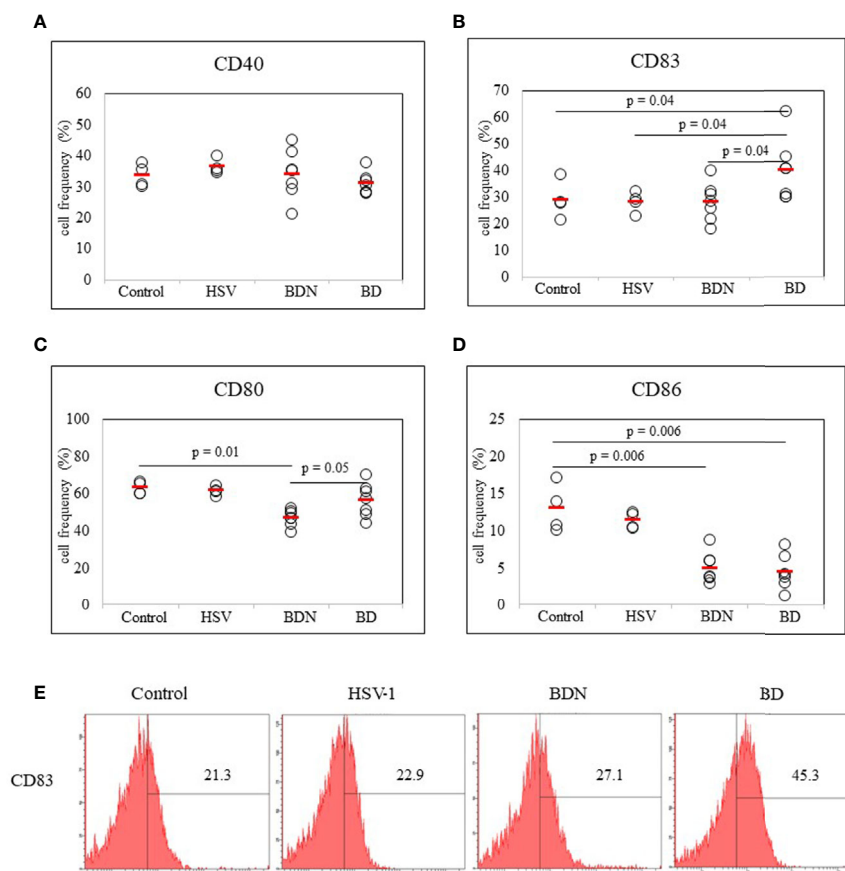 A
CD40
cell frequency (%)
60
50
40
30
20
10
0
Control HSV BDN BD
B
CD83
cell frequency (%)
70
60
50
40
30
20
10
0
p = 0.04
p = 0.04
p = 0.04
Control HSV BDN BD
C
CD80
cell frequency (%)
100
80
60
40
20
0
p = 0.01
p = 0.05
Control HSV BDN BD
D
CD86
cell frequency (%)
25
20
15
10
5
0
p = 0.006
p = 0.006
Control HSV BDN BD
E
Control HSV-1 BDN BD
CD83
21.3 22.9 27.1 45.3